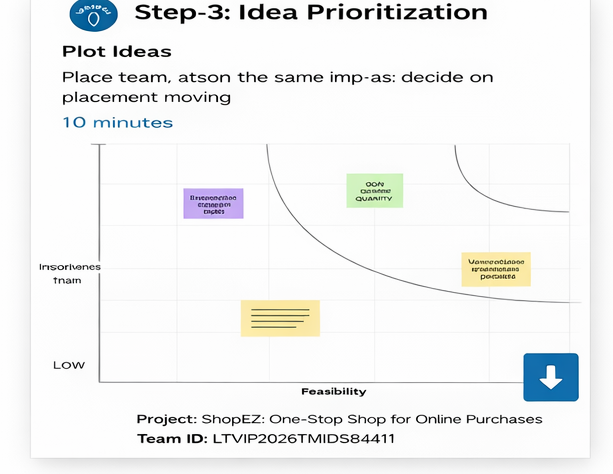 Step-3: Idea Prioritization
Plot Ideas
Place team, atson the same imp-as: decide on
placement moving
10 minutes
QUANITY
LOW
Feasibility
Project: ShopEZ: One-Stop Shop for Online Purchases
Team ID: LTVIP2026TMIDS84411